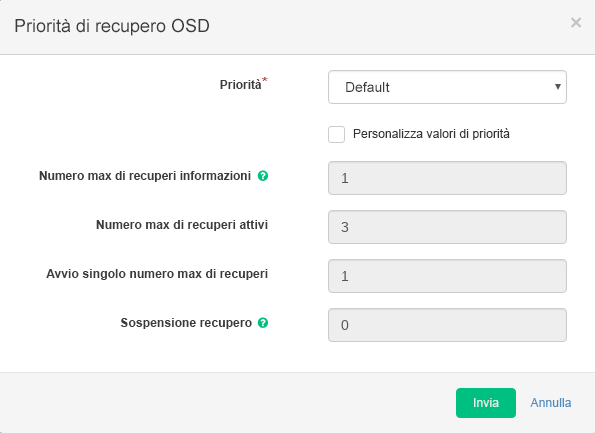 Priorità di recupero OSD
×
Priorità*
Default
Personalizza valori di priorità
Numero max di recuperi informazioni ?
1
Numero max di recuperi attivi
3
Avvio singolo numero max di recuperi
1
Sospensione recupero ?
0
Invia Annulla